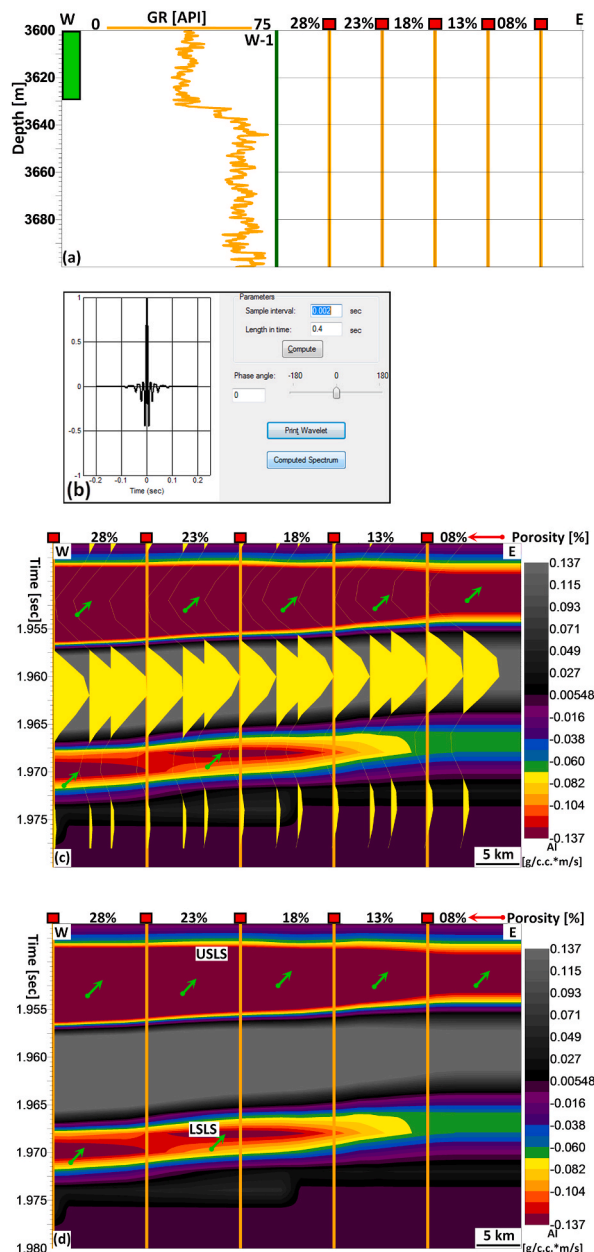 W 0 GR [API] 75 28% 23% 18% 13% 08% E
W-1
3600
3620
3640
3660
3680
Depth [m]
(a)
Parameters
Sample interval: 0.002 sec
Length in time: 0.4 sec
Compute
Phase angle: -180 0 180
0
Print Wavelet
Computed Spectrum
1
0.5
0
-0.5
-1
-0.2 -0.1 0 0.1 0.2
Time (sec)
(b)
28% 23% 18% 13% 08% Porosity [%]
W E
Time [sec]
1.955
1.960
1.965
1.970
1.975
0.137
0.115
0.093
0.071
0.049
0.027
0.00548
-0.016
-0.038
-0.060
-0.082
-0.104
-0.137
AI
[g/c.c.*m/s]
5 km
(c)
28% 23% 18% 13% 08% Porosity [%]
W E
USLS
LSLS
Time [sec]
1.955
1.960
1.965
1.970
1.975
1.980
0.137
0.115
0.093
0.071
0.049
0.027
0.00548
-0.016
-0.038
-0.060
-0.082
-0.104
-0.137
AI
[g/c.c.*m/s]
5 km
(d)